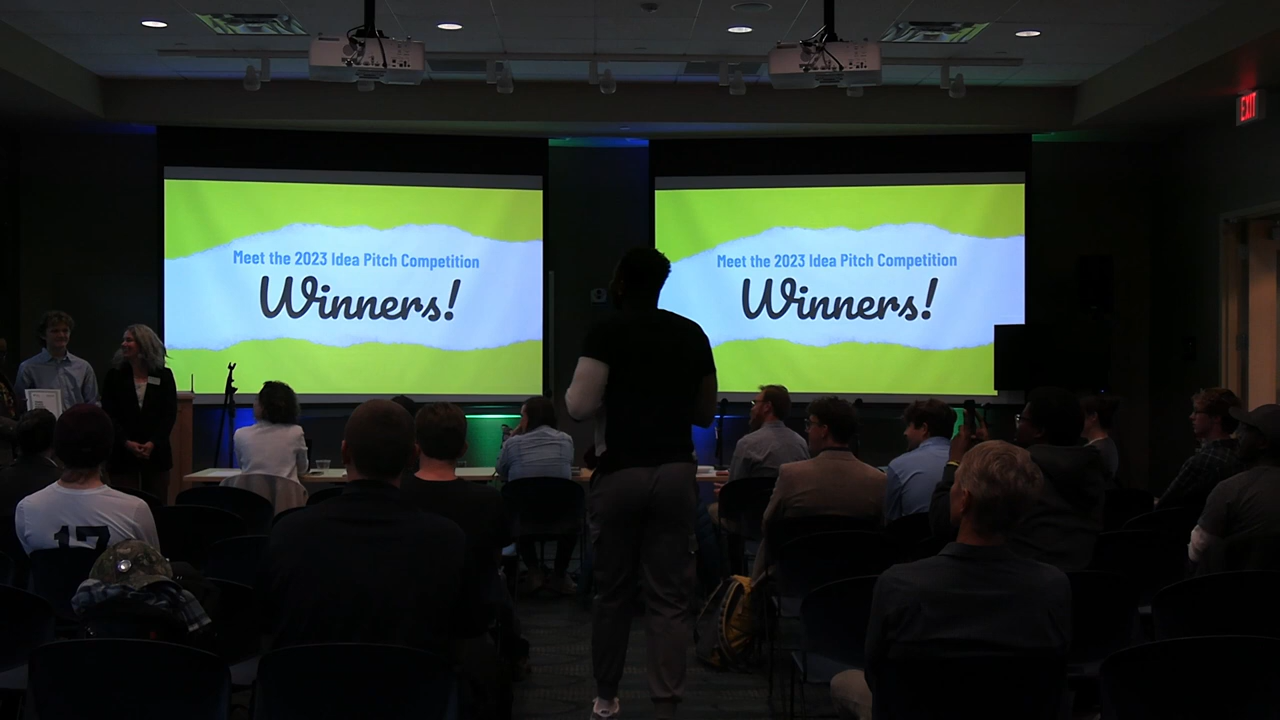 Meet the 2023 Idea Pitch Competition
Winners!
Meet the 2023 Idea Pitch Competition
Winners!
EXIT
17